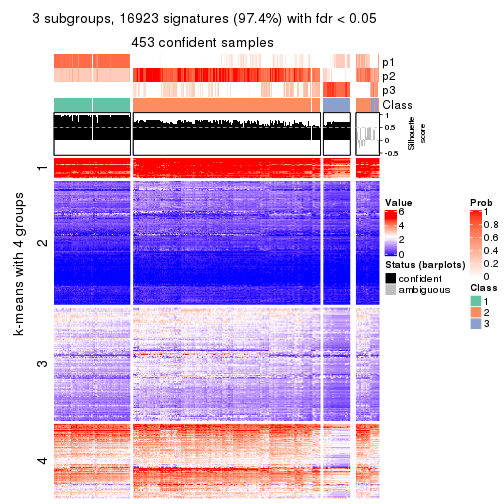 3 subgroups, 16923 signatures (97.4%) with fdr < 0.05
453 confident samples
p1
p2
p3
Class
1
0.5
0
-0.5
Silhouette
score
k-means with 4 groups
1
2
3
4
Value
6
4
2
0
Status (barplots)
confident
ambiguous
Prob
1
0.8
0.6
0.4
0.2
0
Class
1
2
3